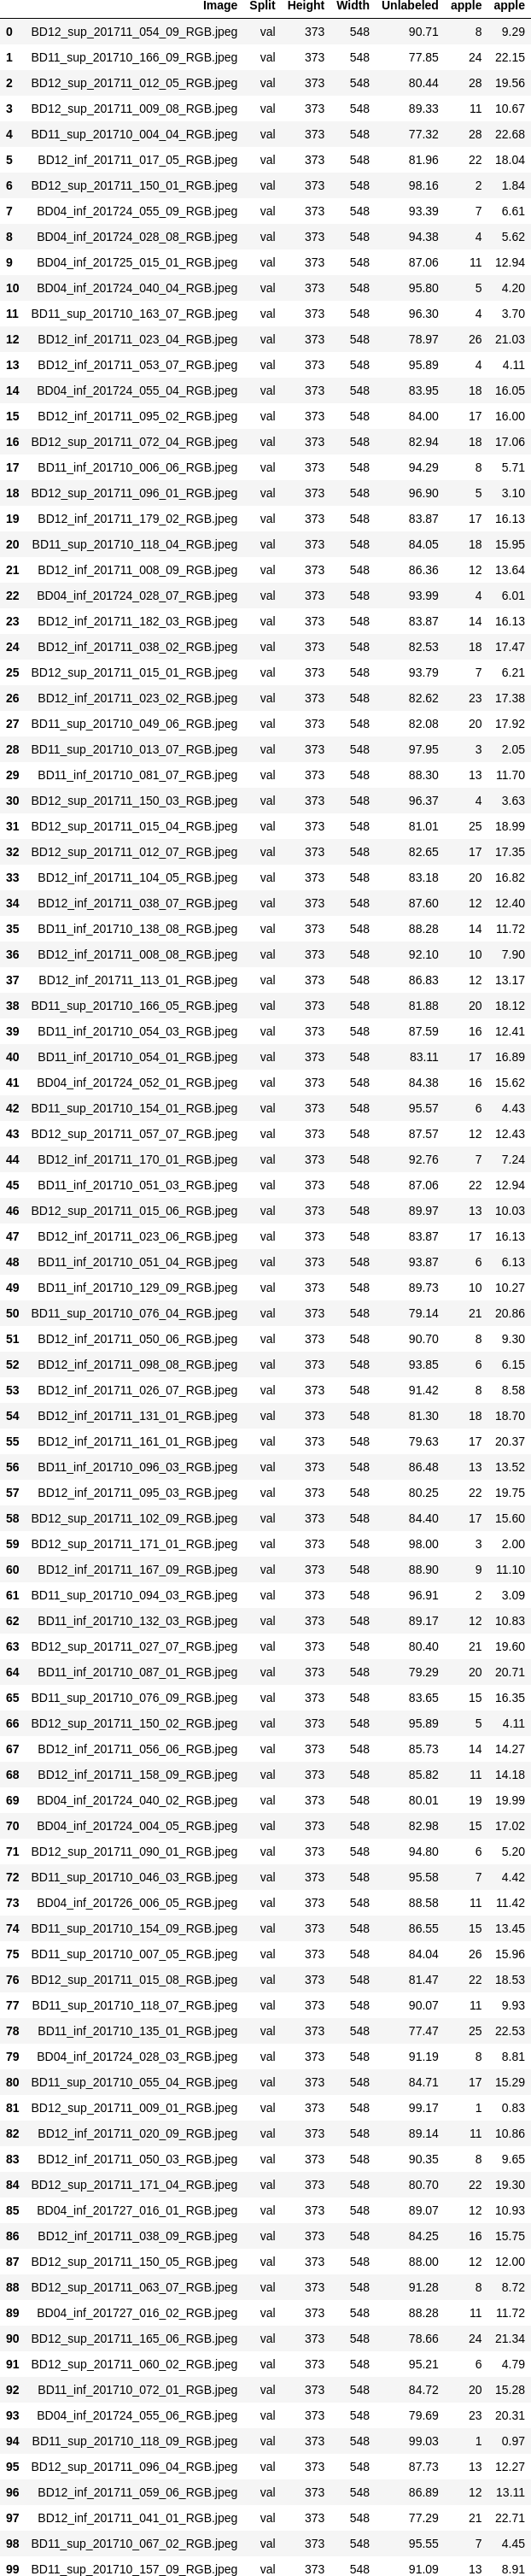 Image Split Height Width Unlabeled apple apple
0 BD12_sup_201711_054_09_RGB.jpeg val 373 548 90.71 8 9.29
1 BD11_sup_201710_166_09_RGB.jpeg val 373 548 77.85 24 22.15
2 BD12_sup_201711_012_05_RGB.jpeg val 373 548 80.44 28 19.56
3 BD12_sup_201711_009_08_RGB.jpeg val 373 548 89.33 11 10.67
4 BD11_sup_201710_004_04_RGB.jpeg val 373 548 77.32 28 22.68
5 BD12_inf_201711_017_05_RGB.jpeg val 373 548 81.96 22 18.04
6 BD12_sup_201711_150_01_RGB.jpeg val 373 548 98.16 2 1.84
7 BD04_inf_201724_055_09_RGB.jpeg val 373 548 93.39 7 6.61
8 BD04_inf_201724_028_08_RGB.jpeg val 373 548 94.38 4 5.62
9 BD04_inf_201725_015_01_RGB.jpeg val 373 548 87.06 11 12.94
10 BD04_inf_201724_040_04_RGB.jpeg val 373 548 95.80 5 4.20
11 BD11_sup_201710_163_07_RGB.jpeg val 373 548 96.30 4 3.70
12 BD12_inf_201711_023_04_RGB.jpeg val 373 548 78.97 26 21.03
13 BD12_inf_201711_053_07_RGB.jpeg val 373 548 95.89 4 4.11
14 BD04_inf_201724_055_04_RGB.jpeg val 373 548 83.95 18 16.05
15 BD12_inf_201711_095_02_RGB.jpeg val 373 548 84.00 17 16.00
16 BD12_sup_201711_072_04_RGB.jpeg val 373 548 82.94 18 17.06
17 BD11_inf_201710_006_06_RGB.jpeg val 373 548 94.29 8 5.71
18 BD12_sup_201711_096_01_RGB.jpeg val 373 548 96.90 5 3.10
19 BD12_inf_201711_179_02_RGB.jpeg val 373 548 83.87 17 16.13
20 BD11_sup_201710_118_04_RGB.jpeg val 373 548 84.05 18 15.95
21 BD12_inf_201711_008_09_RGB.jpeg val 373 548 86.36 12 13.64
22 BD04_inf_201724_028_07_RGB.jpeg val 373 548 93.99 4 6.01
23 BD12_inf_201711_182_03_RGB.jpeg val 373 548 83.87 14 16.13
24 BD12_inf_201711_038_02_RGB.jpeg val 373 548 82.53 18 17.47
25 BD12_sup_201711_015_01_RGB.jpeg val 373 548 93.79 7 6.21
26 BD12_inf_201711_023_02_RGB.jpeg val 373 548 82.62 23 17.38
27 BD11_sup_201710_049_06_RGB.jpeg val 373 548 82.08 20 17.92
28 BD11_sup_201710_013_07_RGB.jpeg val 373 548 97.95 3 2.05
29 BD11_inf_201710_081_07_RGB.jpeg val 373 548 88.30 13 11.70
30 BD12_sup_201711_150_03_RGB.jpeg val 373 548 96.37 4 3.63
31 BD12_sup_201711_015_04_RGB.jpeg val 373 548 81.01 25 18.99
32 BD12_sup_201711_012_07_RGB.jpeg val 373 548 82.65 17 17.35
33 BD12_inf_201711_104_05_RGB.jpeg val 373 548 83.18 20 16.82
34 BD12_inf_201711_038_07_RGB.jpeg val 373 548 87.60 12 12.40
35 BD11_inf_201710_138_08_RGB.jpeg val 373 548 88.28 14 11.72
36 BD12_inf_201711_008_08_RGB.jpeg val 373 548 92.10 10 7.90
37 BD12_inf_201711_113_01_RGB.jpeg val 373 548 86.83 12 13.17
38 BD11_sup_201710_166_05_RGB.jpeg val 373 548 81.88 20 18.12
39 BD11_inf_201710_054_03_RGB.jpeg val 373 548 87.59 16 12.41
40 BD11_inf_201710_054_01_RGB.jpeg val 373 548 83.11 17 16.89
41 BD04_inf_201724_052_01_RGB.jpeg val 373 548 84.38 16 15.62
42 BD11_sup_201710_154_01_RGB.jpeg val 373 548 95.57 6 4.43
43 BD12_sup_201711_057_07_RGB.jpeg val 373 548 87.57 12 12.43
44 BD12_inf_201711_170_01_RGB.jpeg val 373 548 92.76 7 7.24
45 BD11_inf_201710_051_03_RGB.jpeg val 373 548 87.06 22 12.94
46 BD12_sup_201711_015_06_RGB.jpeg val 373 548 89.97 13 10.03
47 BD12_inf_201711_023_06_RGB.jpeg val 373 548 83.87 17 16.13
48 BD11_inf_201710_051_04_RGB.jpeg val 373 548 93.87 6 6.13
49 BD11_inf_201710_129_09_RGB.jpeg val 373 548 89.73 10 10.27
50 BD11_sup_201710_076_04_RGB.jpeg val 373 548 79.14 21 20.86
51 BD12_inf_201711_050_06_RGB.jpeg val 373 548 90.70 8 9.30
52 BD12_inf_201711_098_08_RGB.jpeg val 373 548 93.85 6 6.15
53 BD12_inf_201711_026_07_RGB.jpeg val 373 548 91.42 8 8.58
54 BD12_inf_201711_131_01_RGB.jpeg val 373 548 81.30 18 18.70
55 BD12_inf_201711_161_01_RGB.jpeg val 373 548 79.63 17 20.37
56 BD11_inf_201710_096_03_RGB.jpeg val 373 548 86.48 13 13.52
57 BD12_inf_201711_095_03_RGB.jpeg val 373 548 80.25 22 19.75
58 BD12_sup_201711_102_09_RGB.jpeg val 373 548 84.40 17 15.60
59 BD12_sup_201711_171_01_RGB.jpeg val 373 548 98.00 3 2.00
60 BD12_inf_201711_167_09_RGB.jpeg val 373 548 88.90 9 11.10
61 BD11_sup_201710_094_03_RGB.jpeg val 373 548 96.91 2 3.09
62 BD11_inf_201710_132_03_RGB.jpeg val 373 548 89.17 12 10.83
63 BD12_sup_201711_027_07_RGB.jpeg val 373 548 80.40 21 19.60
64 BD11_inf_201710_087_01_RGB.jpeg val 373 548 79.29 20 20.71
65 BD11_sup_201710_076_09_RGB.jpeg val 373 548 83.65 15 16.35
66 BD12_sup_201711_150_02_RGB.jpeg val 373 548 95.89 5 4.11
67 BD12_inf_201711_056_06_RGB.jpeg val 373 548 85.73 14 14.27
68 BD12_inf_201711_158_09_RGB.jpeg val 373 548 85.82 11 14.18
69 BD04_inf_201724_040_02_RGB.jpeg val 373 548 80.01 19 19.99
70 BD04_inf_201724_004_05_RGB.jpeg val 373 548 82.98 15 17.02
71 BD12_sup_201711_090_01_RGB.jpeg val 373 548 94.80 6 5.20
72 BD11_sup_201710_046_03_RGB.jpeg val 373 548 95.58 7 4.42
73 BD04_inf_201726_006_05_RGB.jpeg val 373 548 88.58 11 11.42
74 BD11_sup_201710_154_09_RGB.jpeg val 373 548 86.55 15 13.45
75 BD11_sup_201710_007_05_RGB.jpeg val 373 548 84.04 26 15.96
76 BD12_sup_201711_015_08_RGB.jpeg val 373 548 81.47 22 18.53
77 BD11_sup_201710_118_07_RGB.jpeg val 373 548 90.07 11 9.93
78 BD11_inf_201710_135_01_RGB.jpeg val 373 548 77.47 25 22.53
79 BD04_inf_201724_028_03_RGB.jpeg val 373 548 91.19 8 8.81
80 BD11_sup_201710_055_04_RGB.jpeg val 373 548 84.71 17 15.29
81 BD12_sup_201711_009_01_RGB.jpeg val 373 548 99.17 1 0.83
82 BD12_inf_201711_020_09_RGB.jpeg val 373 548 89.14 11 10.86
83 BD12_inf_201711_050_03_RGB.jpeg val 373 548 90.35 8 9.65
84 BD12_sup_201711_171_04_RGB.jpeg val 373 548 80.70 22 19.30
85 BD04_inf_201727_016_01_RGB.jpeg val 373 548 89.07 12 10.93
86 BD12_inf_201711_038_09_RGB.jpeg val 373 548 84.25 16 15.75
87 BD12_sup_201711_150_05_RGB.jpeg val 373 548 88.00 12 12.00
88 BD12_sup_201711_063_07_RGB.jpeg val 373 548 91.28 8 8.72
89 BD04_inf_201727_016_02_RGB.jpeg val 373 548 88.28 11 11.72
90 BD12_sup_201711_165_06_RGB.jpeg val 373 548 78.66 24 21.34
91 BD12_sup_201711_060_02_RGB.jpeg val 373 548 95.21 6 4.79
92 BD11_inf_201710_072_01_RGB.jpeg val 373 548 84.72 20 15.28
93 BD04_inf_201724_055_06_RGB.jpeg val 373 548 79.69 23 20.31
94 BD11_sup_201710_118_09_RGB.jpeg val 373 548 99.03 1 0.97
95 BD12_sup_201711_096_04_RGB.jpeg val 373 548 87.73 13 12.27
96 BD12_inf_201711_059_06_RGB.jpeg val 373 548 86.89 12 13.11
97 BD12_inf_201711_041_01_RGB.jpeg val 373 548 77.29 21 22.71
98 BD11_sup_201710_067_02_RGB.jpeg val 373 548 95.55 7 4.45
99 BD11_sup_201710_157_09_RGB.jpeg val 373 548 91.09 13 8.91